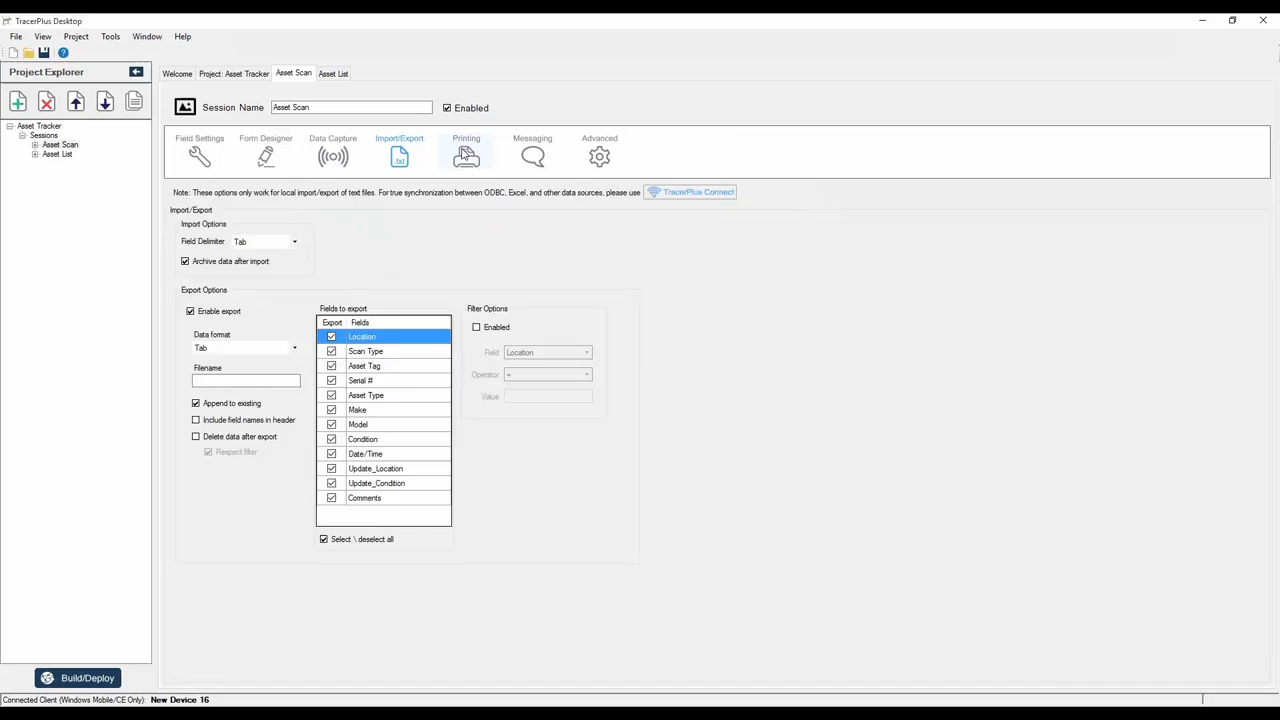 TracerPlus Desktop
File View Project Tools Window Help
Project Explorer
Asset Tracker
Sessions
Asset Scan
Asset List
Build/Deploy
Welcome Project: Asset Tracker Asset Scan Asset List
Session Name Asset Scan Enabled
Field Settings Form Designer Data Capture Import/Export Printing Messaging Advanced
.txt
Note: These options only work for local import/export of text files. For true synchronization between ODBC, Excel, and other data sources, please use TracerPlus Connect
Import/Export
Import Options
Field Delimiter Tab
Archive data after import
Export Options
Enable export
Data format
Tab
Filename
Append to existing
Include field names in header
Delete data after export
Respect filter
Fields to export
Export Fields
Location
Scan Type
Asset Tag
Serial #
Asset Type
Make
Model
Condition
Date/Time
Update_Location
Update_Condition
Comments
Select \ deselect all
Filter Options
Enabled
Field Location
Operator =
Value
Connected Client (Windows Mobile/CE Only): New Device 16